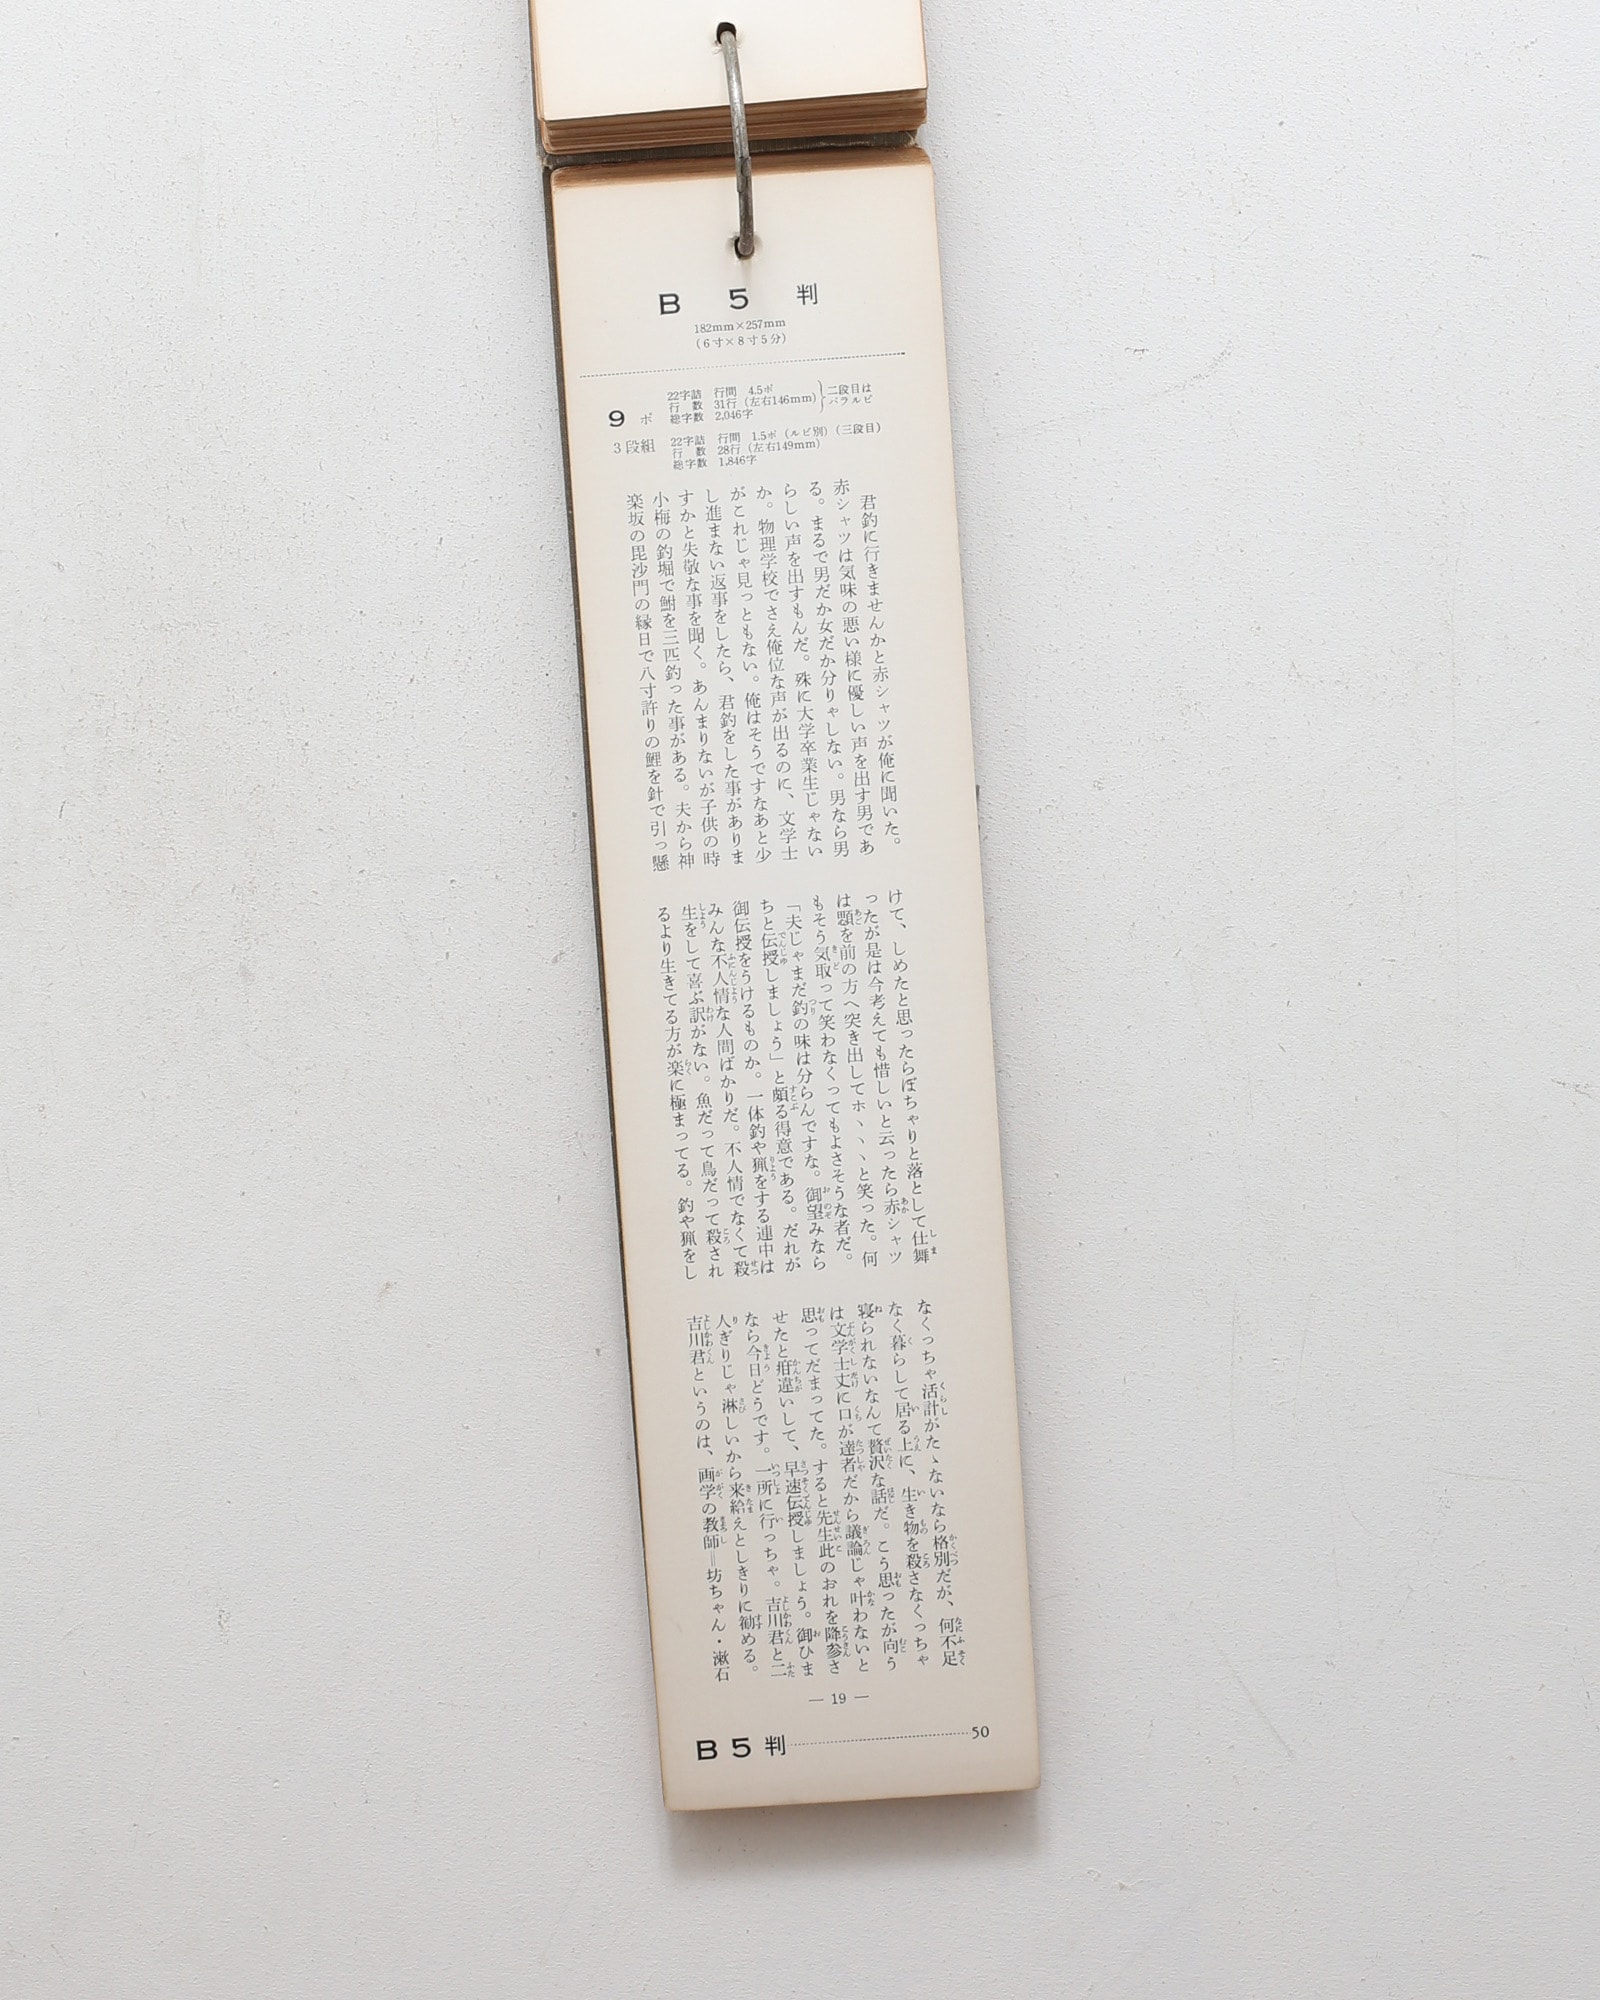 B 5 判
182mm×257mm
(6寸×8寸5分)
9 ポ
3段組
22字詰 行間 4.5ポ
行 数 31行 (左右146mm)
総字数 2,046字
二段目は
パラルビ
22字詰 行間 1.5ポ (ルビ別) (三段目)
行 数 28行 (左右149mm)
総字数 1,846字
君釣に行きませんかと赤シャツが俺に聞いた。
赤シャツは気味の悪い様に優しい声を出す男であ
る。まるで男だか女だか分りゃしない。男なら男
らしい声を出すもんだ。殊に大学卒業生じゃない
か。物理学校でさえ俺位な声が出るのに、文学士
がこれじゃ見っともない。俺はそうですなあと少
し進まない返事をしたら、君釣をした事がありま
すかと失敬な事を聞く。あんまりないが子供の時
小梅の釣堀で鮒を三匹釣った事がある。夫から神
楽坂の毘沙門の縁日で八寸許りの鯉を針で引っ懸
けて、しめたと思ったらぽちゃりと落として仕舞
ったが是は今考えても惜しいと云ったら赤シャツ
は顋を前の方へ突き出してホヽヽヽと笑った。何
もそう気取って笑わなくってもよさそうな者だ。
「夫じゃまだ釣の味は分らんですな。御望みなら
ちと伝授しましょう」と頗る得意である。だれが
御伝授をうけるものか。一体釣や猟をする連中は
みんな不人情な人間ばかりだ。不人情でなくて殺
生をして喜ぶ訳がない。魚だって鳥だって殺され
るより生きてる方が楽に極まってる。釣や猟をし
なくっちゃ活計がたゝないなら格別だが、何不足
なく暮らして居る上に、生き物を殺さなくっちゃ
寝られないなんて贅沢な話だ。こう思ったが向う
は文学士丈に口が達者だから議論じゃ叶わないと
思ってだまってた。すると先生此のおれを降参さ
せたと疳違いして、早速伝授しましょう。御ひま
なら今日どうです。一所に行っちゃ。吉川君と二
人ぎりじゃ淋しいから来給えとしきりに勧める。
吉川君というのは、画学の教師＝坊ちゃん・漱石
— 19 —
B 5 判 50